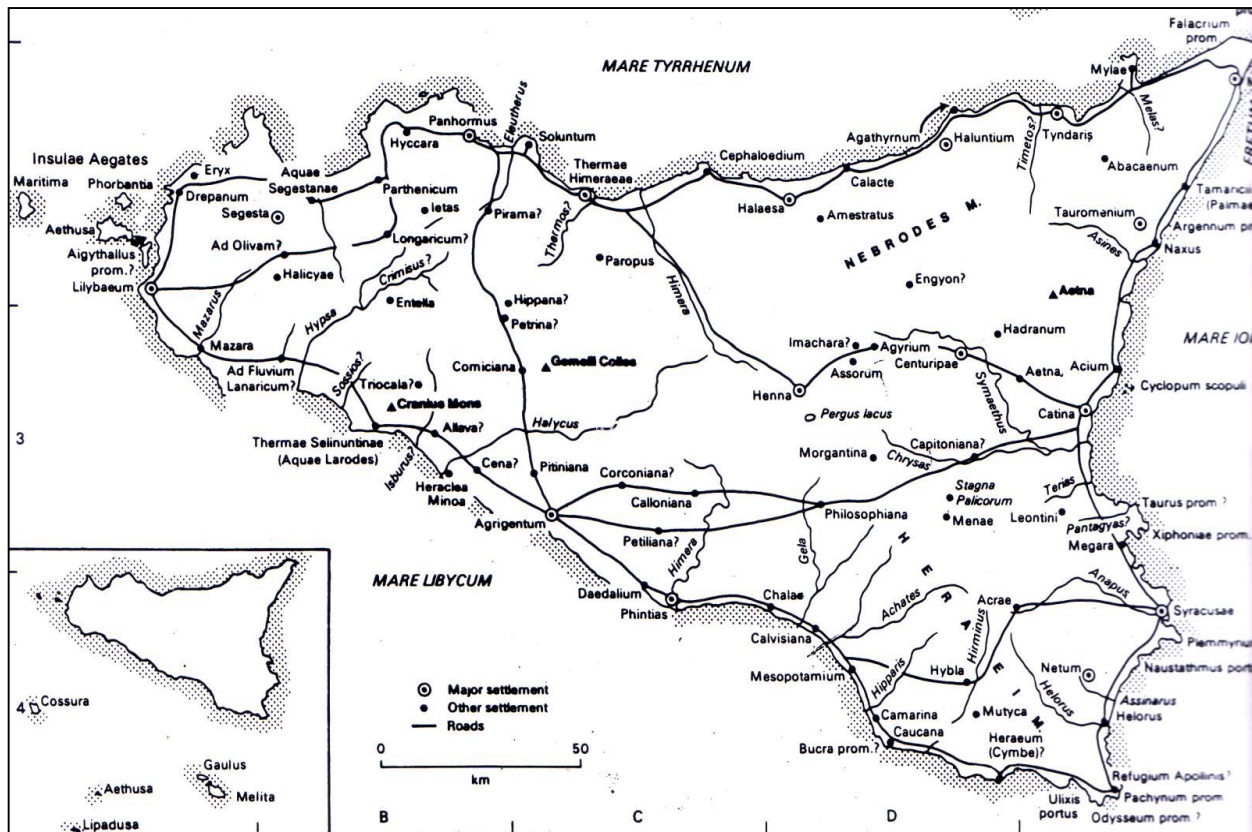 Falacrium
prom.
MARE TYRRHENUM
Mylae
Melas?
Eleutherus
Panhormus
Soluntum
Hyccara
Agathyrnum
Haluntium
Timetos?
Tyndaris
Abacaenum
Thermae
Himeraeae
Cephaloedium
Calacte
Halaesa
Amestratus
Insulae Aegates
Maritima
Phorbantia
Eryx
Drepanum
Aquae
Segestanae
Parthenicum
Ietas
Segesta
Aethusa
Aigythallus
prom.?
Lilybaeum
Ad Olivam?
Longaricum?
Halicyae
Crimisus?
Entella
Pirama?
Thermos?
Paropus
Himera
NEBRODES M.
Tauromenium
Tamaricii
Argennum
Asines
Naxus
Engyon?
Aetna
Mazarus
Hypsa
Hippana?
Petrina?
Hadranum
Mazara
Ad Fluvium
Lanaricum?
Sossios?
Triocala?
Cranius Mons
Comiciana
Gemelli Colles
Imachara?
Agyrium
Assorum
Centuripae
Symaethus
Aetna
Acium
Cyclopum scopuli
Henna
Pergus lacus
Catina
3
Thermae Selinuntinae
(Aquae Larodes)
Allava?
Isburus?
Halycus
Heraclea
Minoa
Cena?
Pitiniana
Morgantina
Chrysas
Capitoniana?
Corconiana?
Calloniana
Agrigentum
Petiliana?
Himera
Philosophiana
Stagna
Palicorum
Menae
Leontini
Terias
Taurus prom.?
Pantagyas?
Xiphoniae prom.
Megara
Gela
HERAEI M.
MARE LIBYCUM
Daedalium
Phintias
Chalae
Calvisiana
Achates
Acrae
Anapus
Syracusae
Mesopotamium
Hipparis
Hybla
Hirminus
Netum
Helorus
Assinarus
Helorus
Camarina
Caucana
Bucra prom.?
Mutyca
Heraeum
(Cymbe)?
Refugium Apollinis?
Ulixis
portus
Pachynum prom
Odysseum prom.?
Major settlement
Other settlement
Roads
0 50
km
4
Cossura
Gaulus
Melita
Aethusa
Lipadusa
B C D